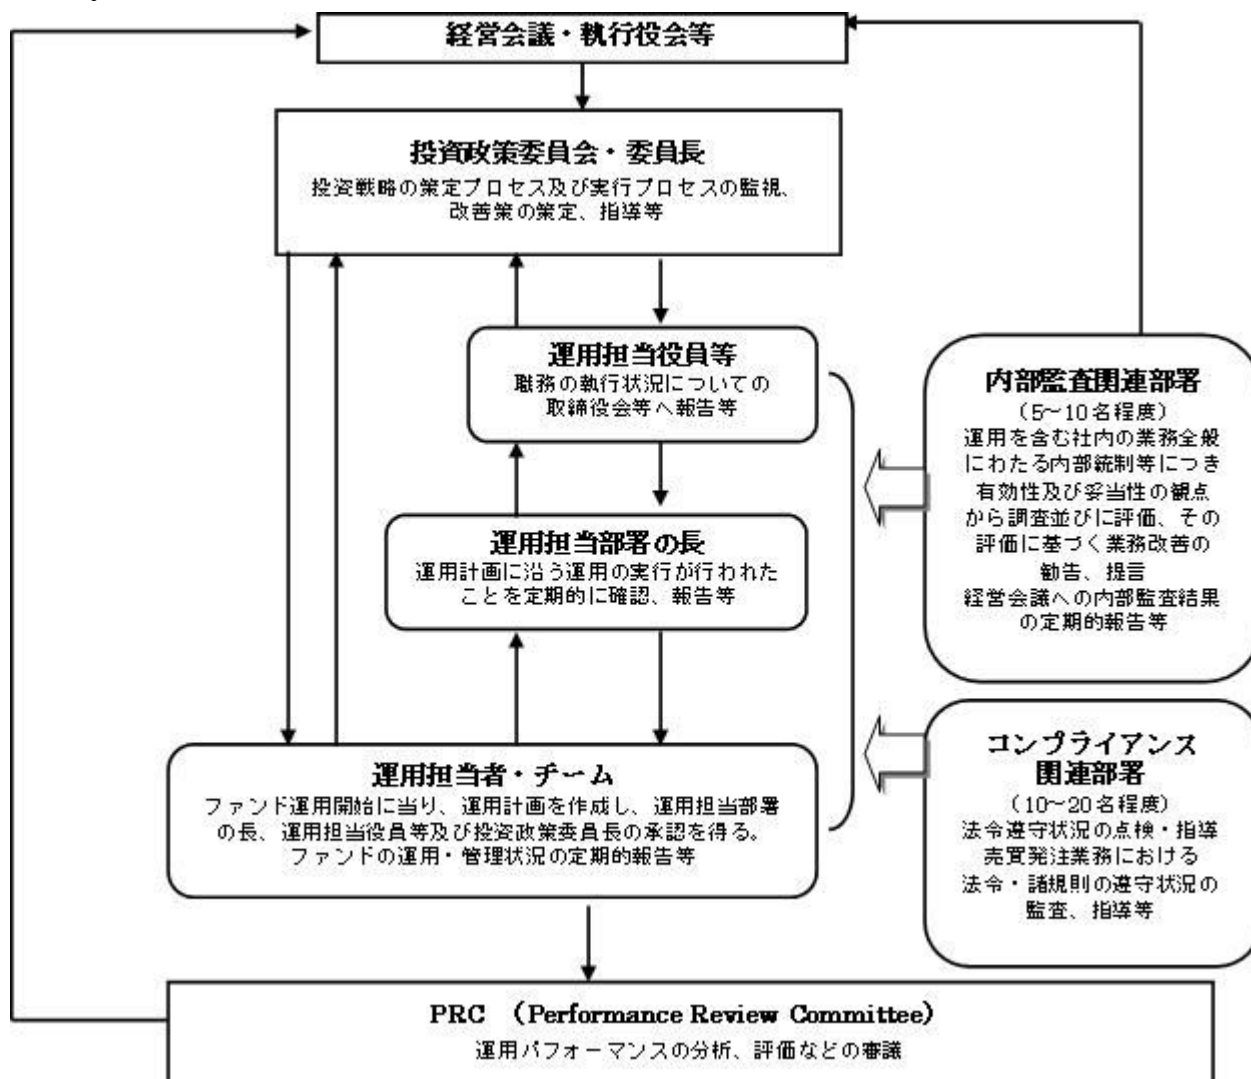 経営会議・執行役会等
投資政策委員会・委員長
投資戦略の策定プロセス及び実行プロセスの監視、
改善策の策定、指導等
運用担当役員等
職務の執行状況についての
取締役会等へ報告等
運用担当部署の長
運用計画に沿う運用の実行が行われた
ことを定期的に確認、報告等
運用担当者・チーム
ファンド運用開始に当り、運用計画を作成し、運用担当部署
の長、運用担当役員等及び投資政策委員長の承認を得る。
ファンドの運用・管理状況の定期的報告等
内部監査関連部署
（5～10名程度）
運用を含む社内の業務全般
にわたる内部統制等につき
有効性及び妥当性の観点
から調査並びに評価、その
評価に基づく業務改善の
勧告、提言
経営会議への内部監査結果
の定期的報告等
コンプライアンス
関連部署
（10～20名程度）
法令遵守状況の点検・指導
売買発注業務における
法令・諸規則の遵守状況の
監査、指導等
PRC （Performance Review Committee）
運用パフォーマンスの分析、評価などの審議